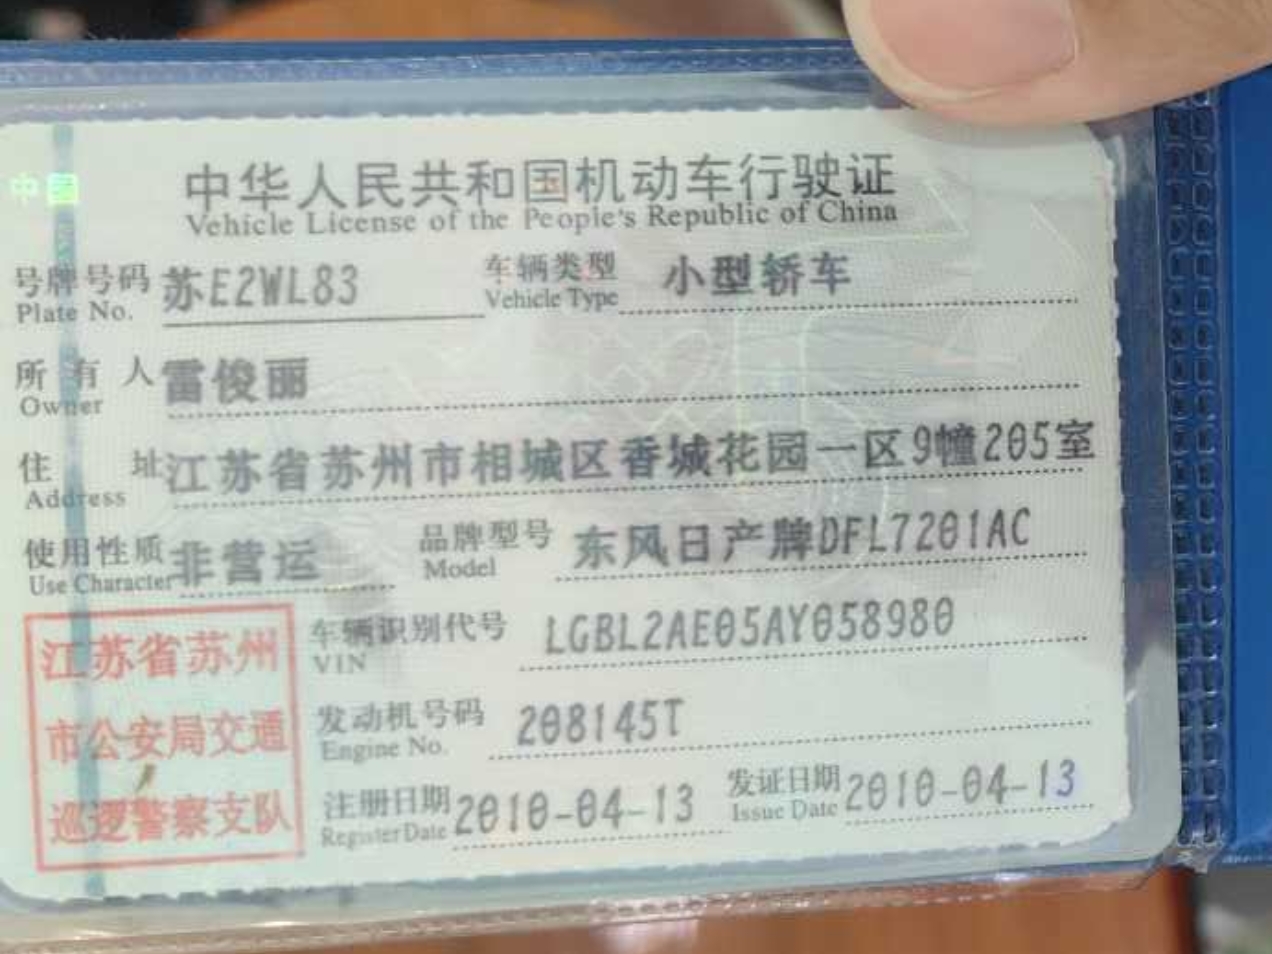 中国
中华人民共和国机动车行驶证
Vehicle License of the People's Republic of China
号牌号码 苏E2WL83 车辆类型 小型轿车
Plate No. Vehicle Type
所有人 雷俊丽
Owner
住址 江苏省苏州市相城区香城花园一区9幢205室
Address
使用性质 非营运 品牌型号 东风日产牌DFL7201AC
Use Character Model
江苏省苏州
市公安局交通
巡逻警察支队
车辆识别代号 LGBL2AE05AY058980
VIN
发动机号码 208145T
Engine No.
注册日期 2010-04-13 发证日期 2010-04-13
Register Date Issue Date